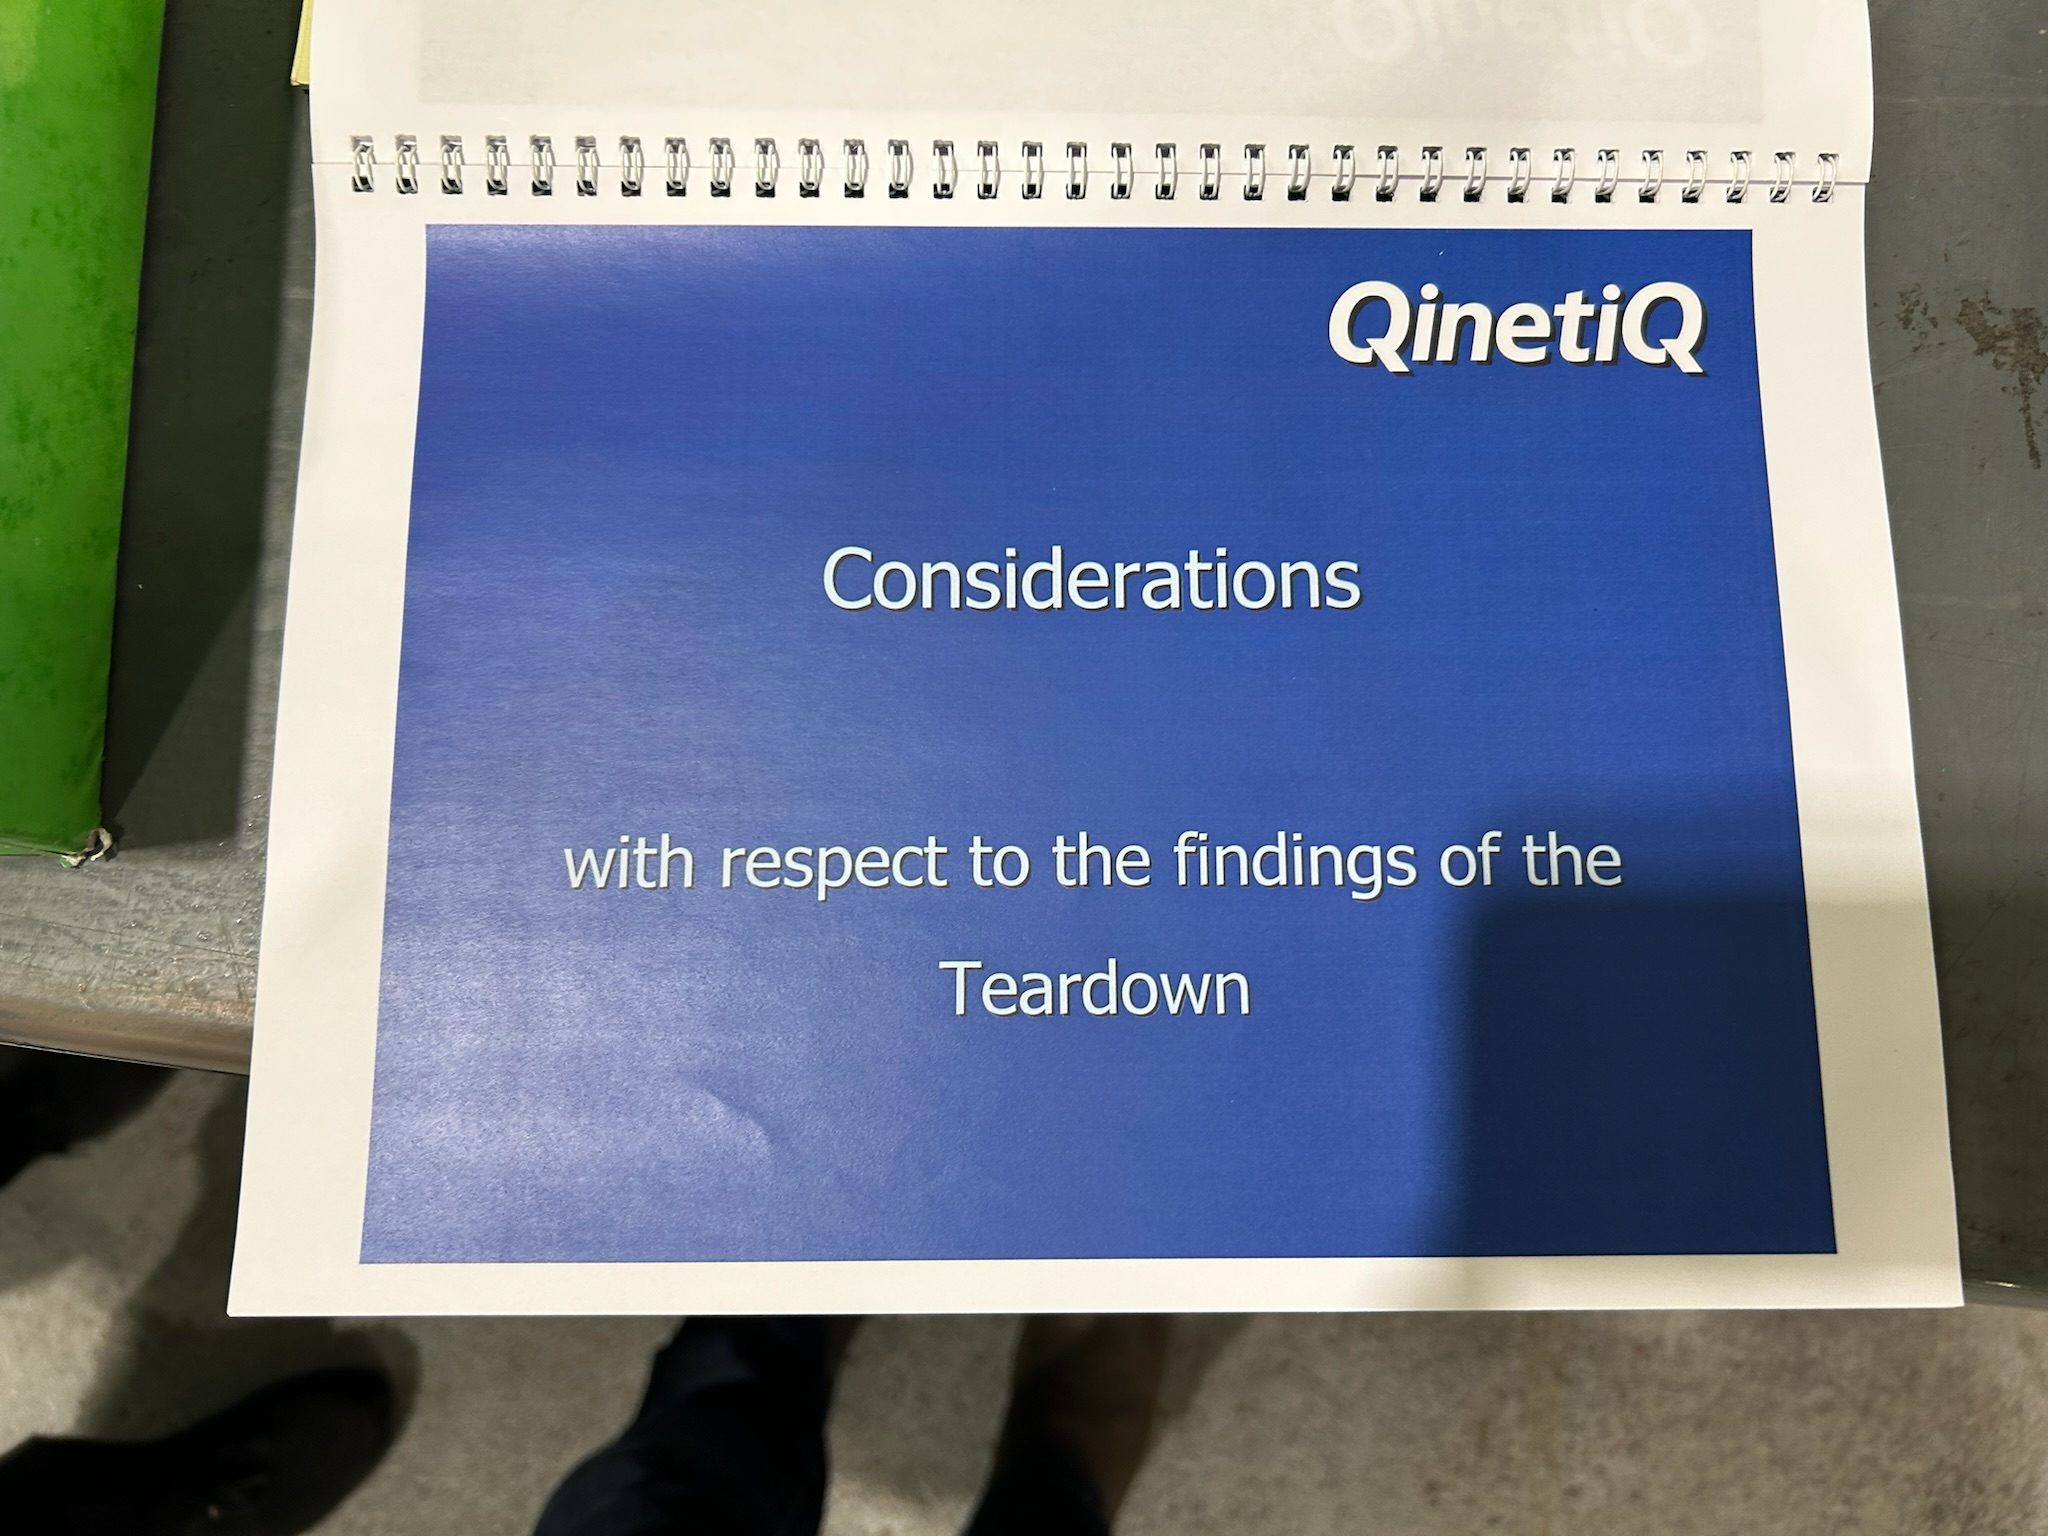 QinetiQ
Considerations
with respect to the findings of the
Teardown